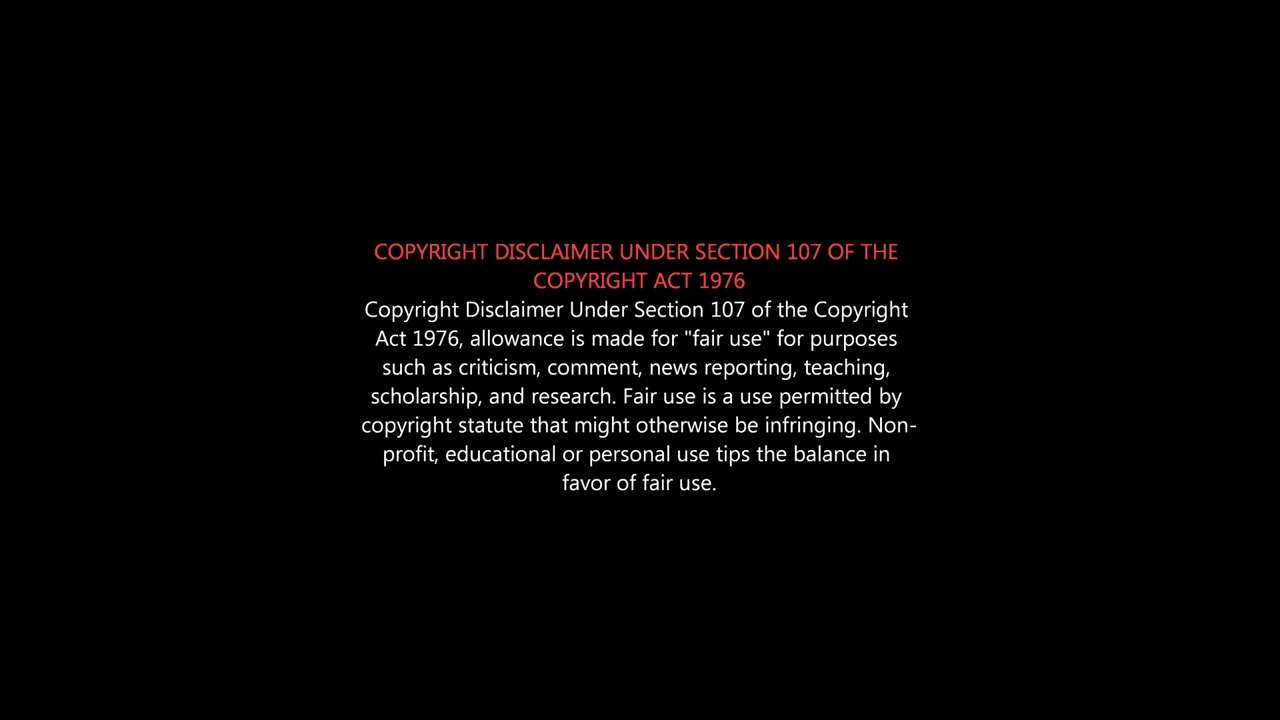 COPYRIGHT DISCLAIMER UNDER SECTION 107 OF THE
COPYRIGHT ACT 1976
Copyright Disclaimer Under Section 107 of the Copyright
Act 1976, allowance is made for "fair use" for purposes
such as criticism, comment, news reporting, teaching,
scholarship, and research. Fair use is a use permitted by
copyright statute that might otherwise be infringing. Non-
profit, educational or personal use tips the balance in
favor of fair use.